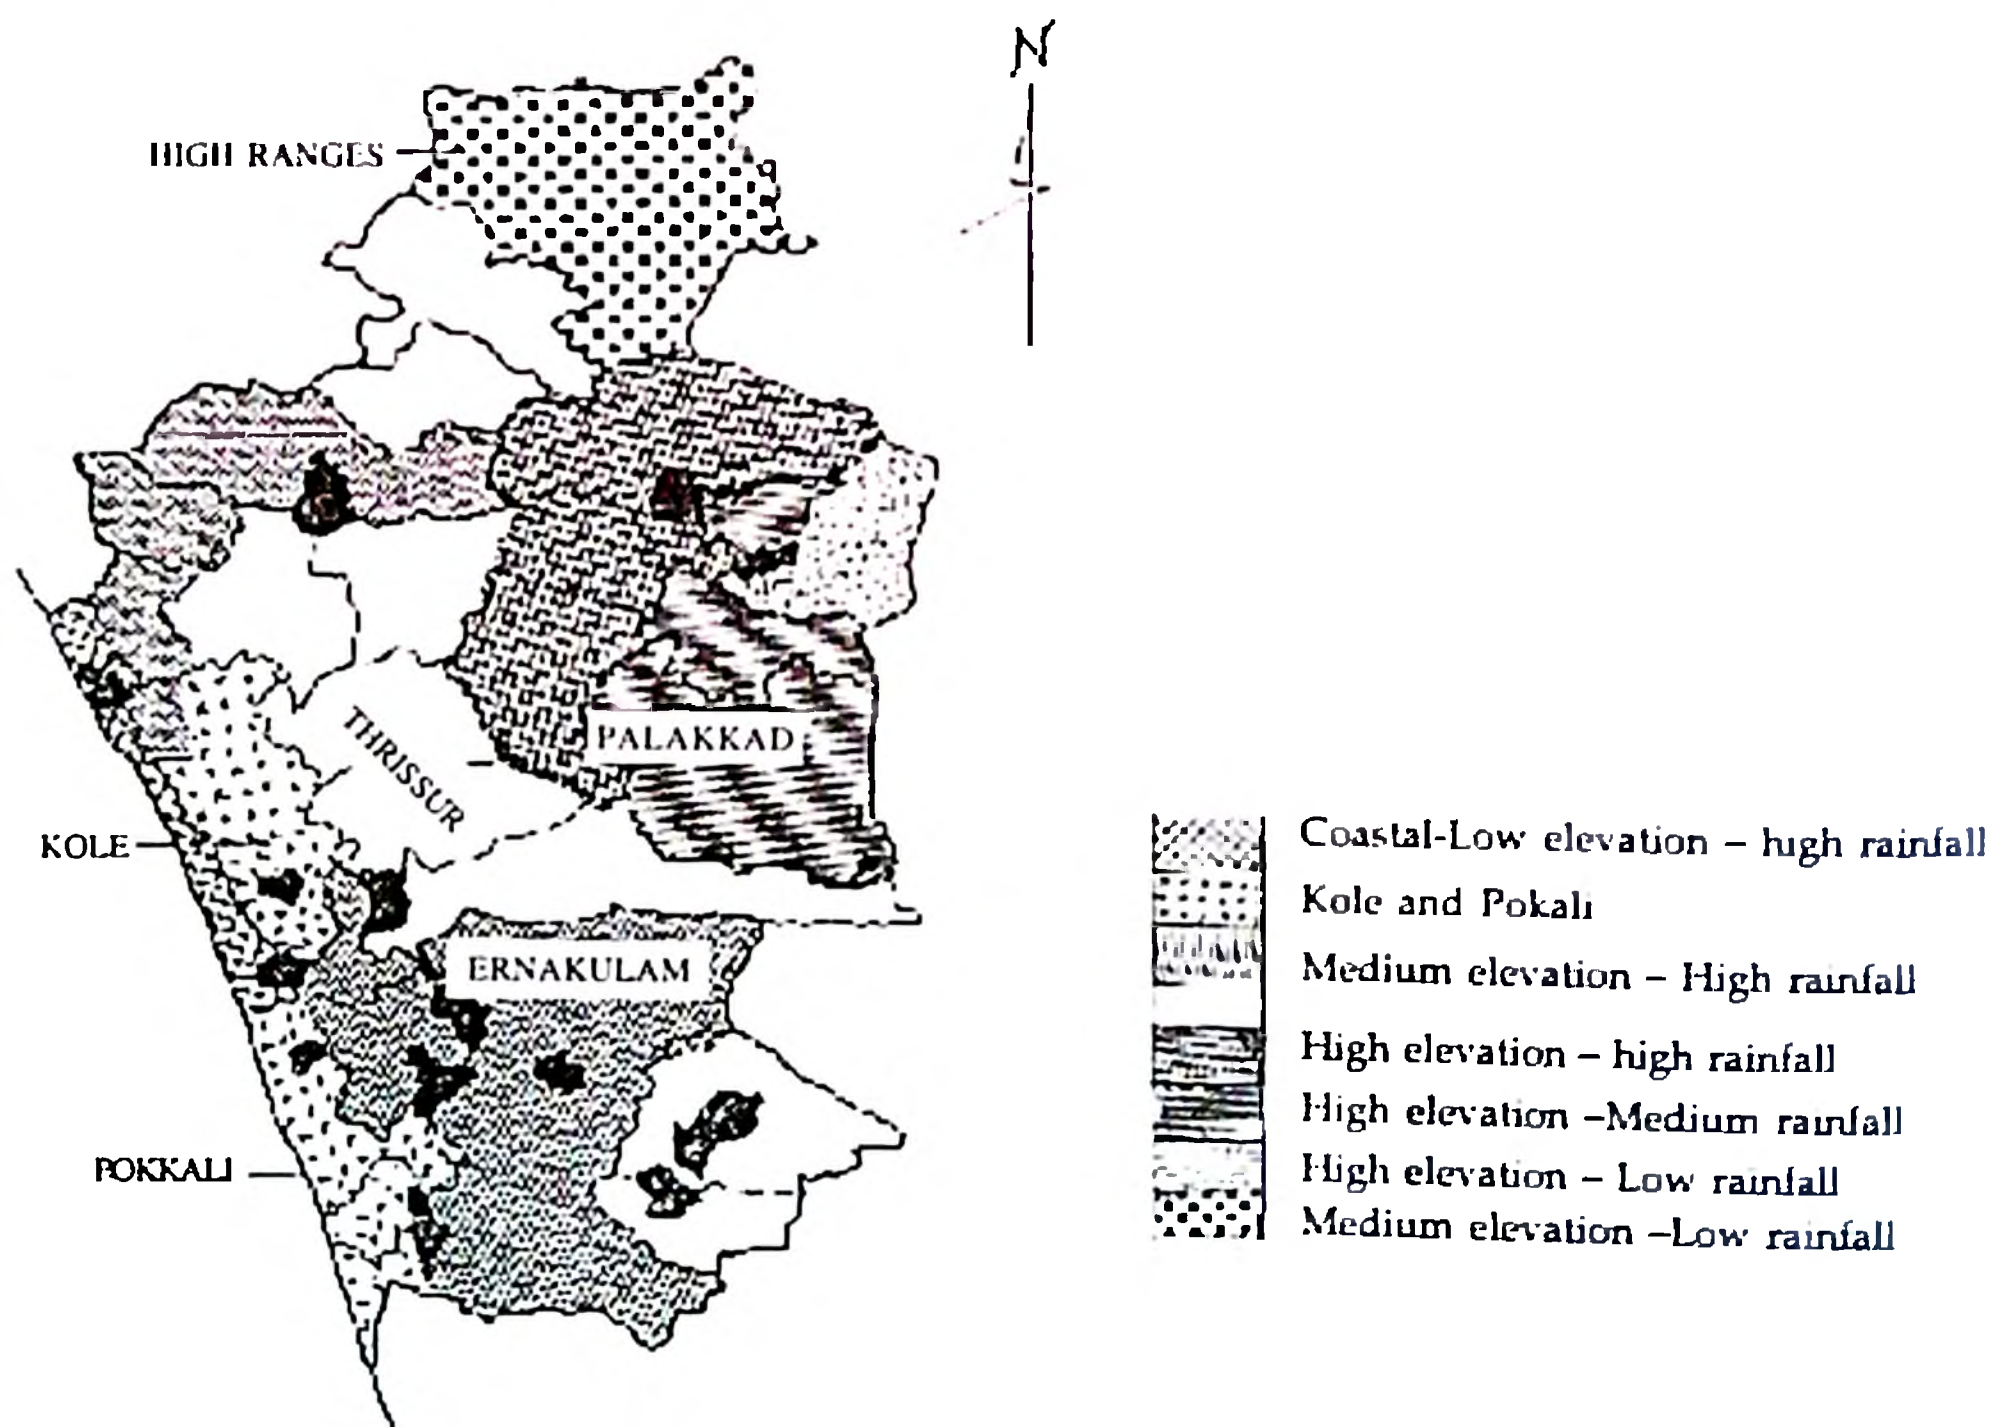 N
HIGH RANGES
THRISSUR
PALAKKAD
KOLE
ERNAKULAM
POKKALI
Coastal-Low elevation – high rainfall
Kole and Pokali
Medium elevation – High rainfall
High elevation – high rainfall
High elevation –Medium rainfall
High elevation – Low rainfall
Medium elevation –Low rainfall